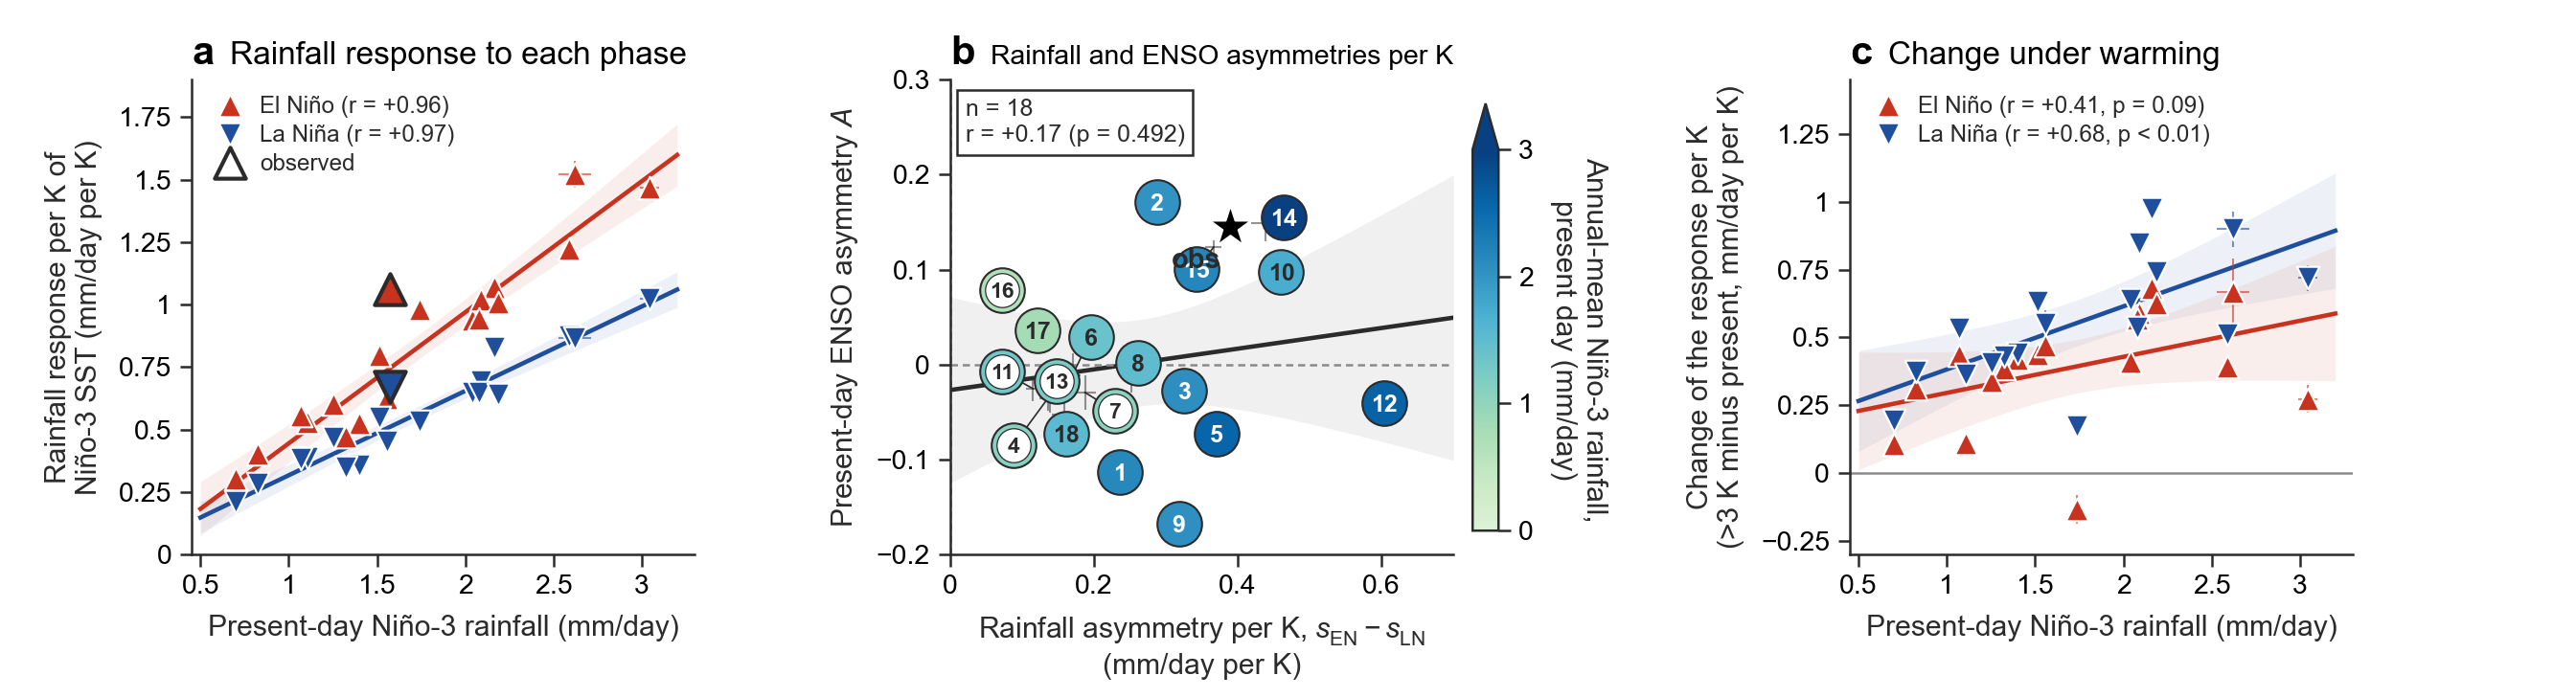 a Rainfall response to each phase
El Niño (r = +0.96)
La Niña (r = +0.97)
observed
Rainfall response per K of
Niño-3 SST (mm/day per K)
1.75
1.5
1.25
1
0.75
0.5
0.25
0
0.5 1 1.5 2 2.5 3
Present-day Niño-3 rainfall (mm/day)
b Rainfall and ENSO asymmetries per K
n = 18
r = +0.17 (p = 0.492)
Present-day ENSO asymmetry A
0.3
0.2
0.1
0
−0.1
−0.2
2
14
obs
15
10
16
17
6
8
11
13
3
7
12
4
18
5
1
9
0 0.2 0.4 0.6
Rainfall asymmetry per K, sEN − sLN
(mm/day per K)
3
2
1
0
Annual-mean Niño-3 rainfall,
present day (mm/day)
c Change under warming
El Niño (r = +0.41, p = 0.09)
La Niña (r = +0.68, p < 0.01)
Change of the response per K
(>3 K minus present, mm/day per K)
1.25
1
0.75
0.5
0.25
0
−0.25
0.5 1 1.5 2 2.5 3
Present-day Niño-3 rainfall (mm/day)